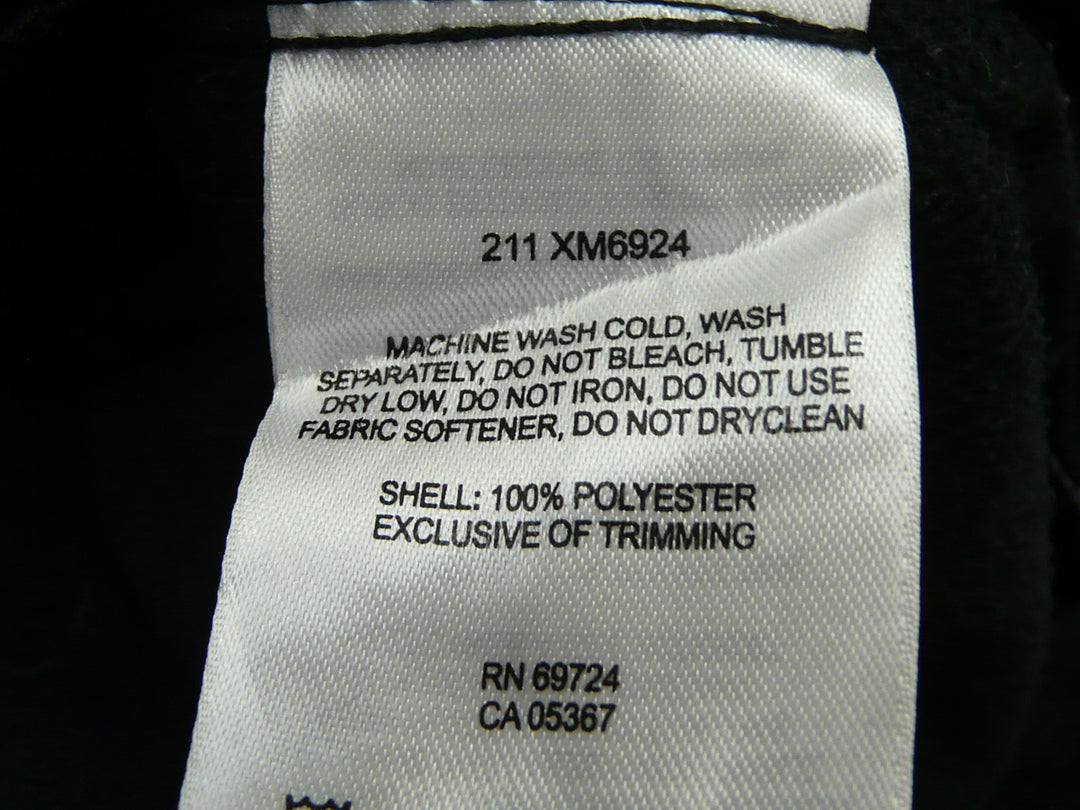 211 XM6924
MACHINE WASH COLD, WASH
SEPARATELY, DO NOT BLEACH, TUMBLE
DRY LOW, DO NOT IRON, DO NOT USE
FABRIC SOFTENER, DO NOT DRYCLEAN
SHELL: 100% POLYESTER
EXCLUSIVE OF TRIMMING
RN 69724
CA 05367